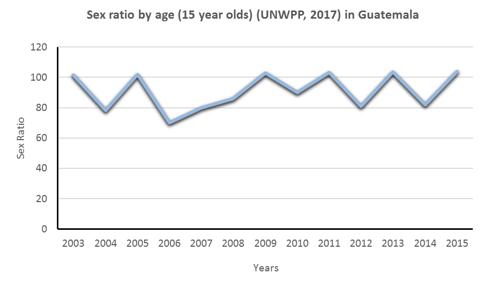 Sex ratio by age (15 year olds) (UNWPP, 2017) in Guatemala
120
100
80
60
40
20
0
Sex Ratio
2003 2004 2005 2006 2007 2008 2009 2010 2011 2012 2013 2014 2015
Years